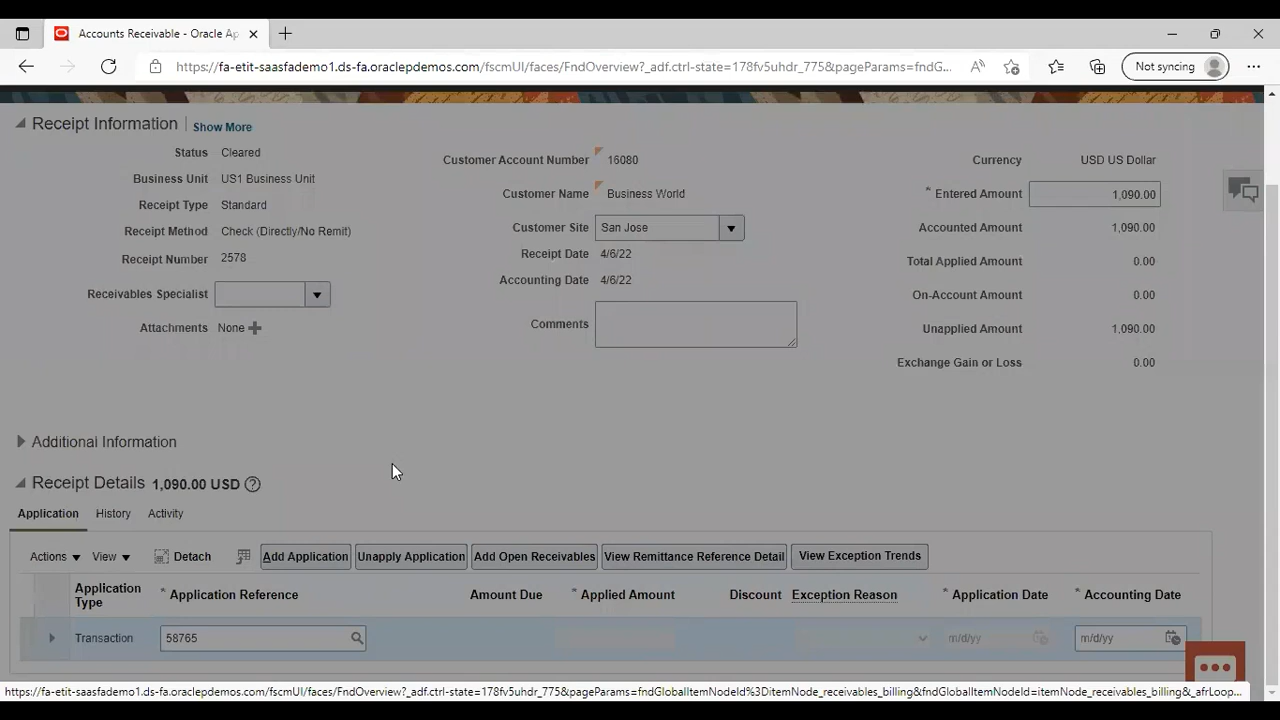 Accounts Receivable - Oracle Ap
https://fa-etit-saasfademo1.ds-fa.oraclepdemos.com/fscmUI/faces/FndOverview?_adf.ctrl-state=178fv5uhdr_775&pageParams=fndG...
Not syncing
Receipt Information Show More
Status Cleared
Business Unit US1 Business Unit
Receipt Type Standard
Receipt Method Check (Directly/No Remit)
Receipt Number 2578
Receivables Specialist
Attachments None
Customer Account Number 16080
Customer Name Business World
Customer Site San Jose
Receipt Date 4/6/22
Accounting Date 4/6/22
Comments
Currency USD US Dollar
* Entered Amount 1,090.00
Accounted Amount 1,090.00
Total Applied Amount 0.00
On-Account Amount 0.00
Unapplied Amount 1,090.00
Exchange Gain or Loss 0.00
Additional Information
Receipt Details 1,090.00 USD ?
Application History Activity
Actions View Detach Add Application Unapply Application Add Open Receivables View Remittance Reference Detail View Exception Trends
Application Type * Application Reference Amount Due * Applied Amount Discount Exception Reason * Application Date * Accounting Date
Transaction 58765 m/d/yy m/d/yy
https://fa-etit-saasfademo1.ds-fa.oraclepdemos.com/fscmUI/faces/FndOverview?_adf.ctrl-state=178fv5uhdr_775&pageParams=fndGlobalItemNodeId%3DitemNode_receivables_billing&fndGlobalItemNodeId=itemNode_receivables_billing&_afrLoop...